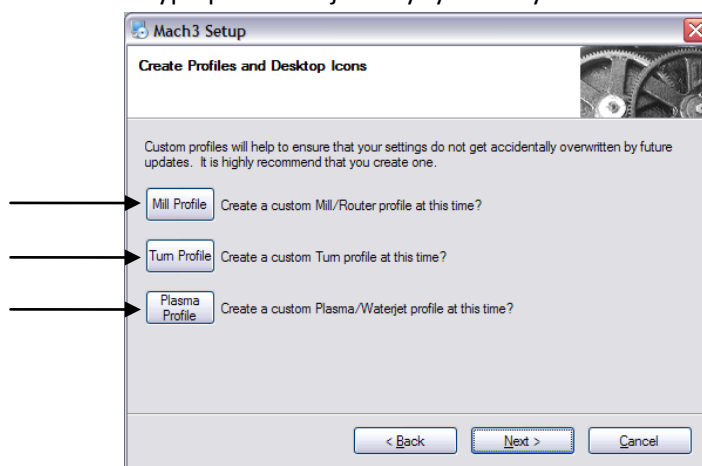 Mach3 Setup
Create Profiles and Desktop Icons
Custom profiles will help to ensure that your settings do not get accidentally overwritten by future
updates. It is highly recommend that you create one.
Mill Profile Create a custom Mill/Router profile at this time?
Turn Profile Create a custom Turn profile at this time?
Plasma
Profile Create a custom Plasma/Waterjet profile at this time?
< Back Next > Cancel